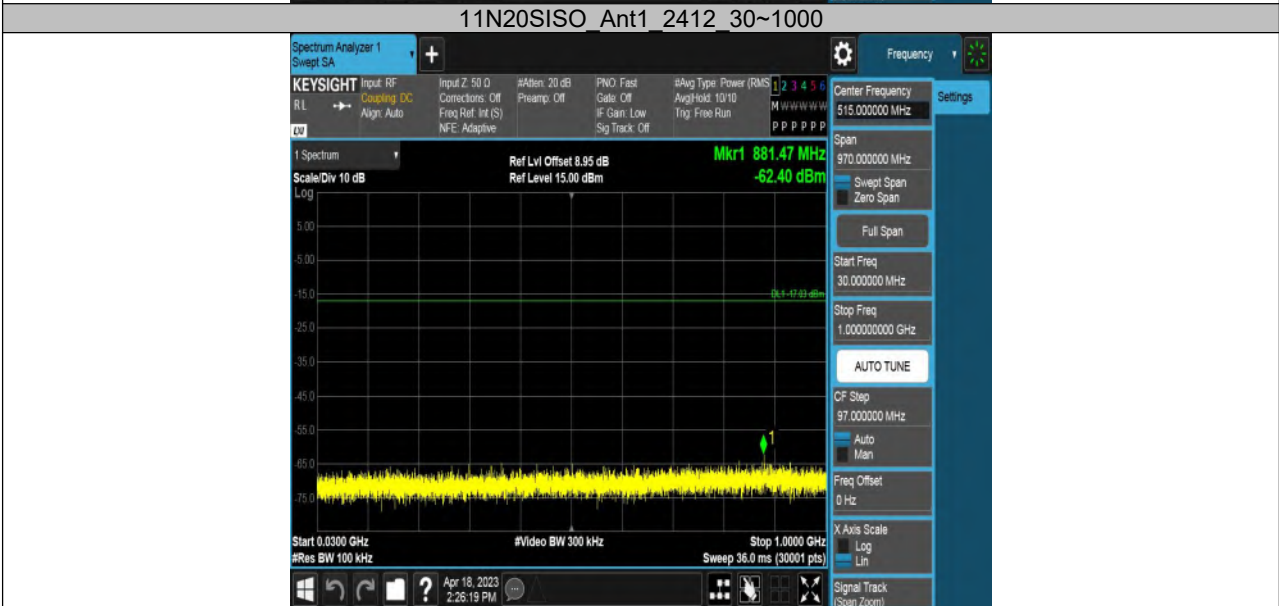 11N20SISO_Ant1_2412_30~1000
Spectrum Analyzer 1
Swept SA
+
Frequency
KEYSIGHT
RL
Input: RF
Coupling: DC
Align: Auto
Input Z: 50 Ω
Corrections: Off
Freq Ref: Int (S)
NFE: Adaptive
#Atten: 20 dB
Preamp: Off
PNO: Fast
Gate: Off
IF Gain: Low
Sig Track: Off
#Avg Type: Power (RMS
Avg|Hold: 10/10
Trig: Free Run
1 2 3 4 5 6
M W W W W W
P P P P P P
Center Frequency
515.000000 MHz
Settings
1 Spectrum
Scale/Div 10 dB
Ref Lvl Offset 8.95 dB
Ref Level 15.00 dBm
Mkr1 881.47 MHz
-62.40 dBm
Span
970.000000 MHz
Swept Span
Zero Span
Full Span
Start Freq
30.000000 MHz
Stop Freq
1.000000000 GHz
AUTO TUNE
CF Step
97.000000 MHz
Auto
Man
Freq Offset
0 Hz
X Axis Scale
Log
Lin
Signal Track
(Span Zoom)
Log
5.00
-5.00
-15.0
DL1 -17.03 dBm
-25.0
-35.0
-45.0
-55.0
1
-65.0
-75.0
Start 0.0300 GHz
#Res BW 100 kHz
#Video BW 300 kHz
Stop 1.0000 GHz
Sweep 36.0 ms (30001 pts)
?
Apr 18, 2023
2:26:19 PM